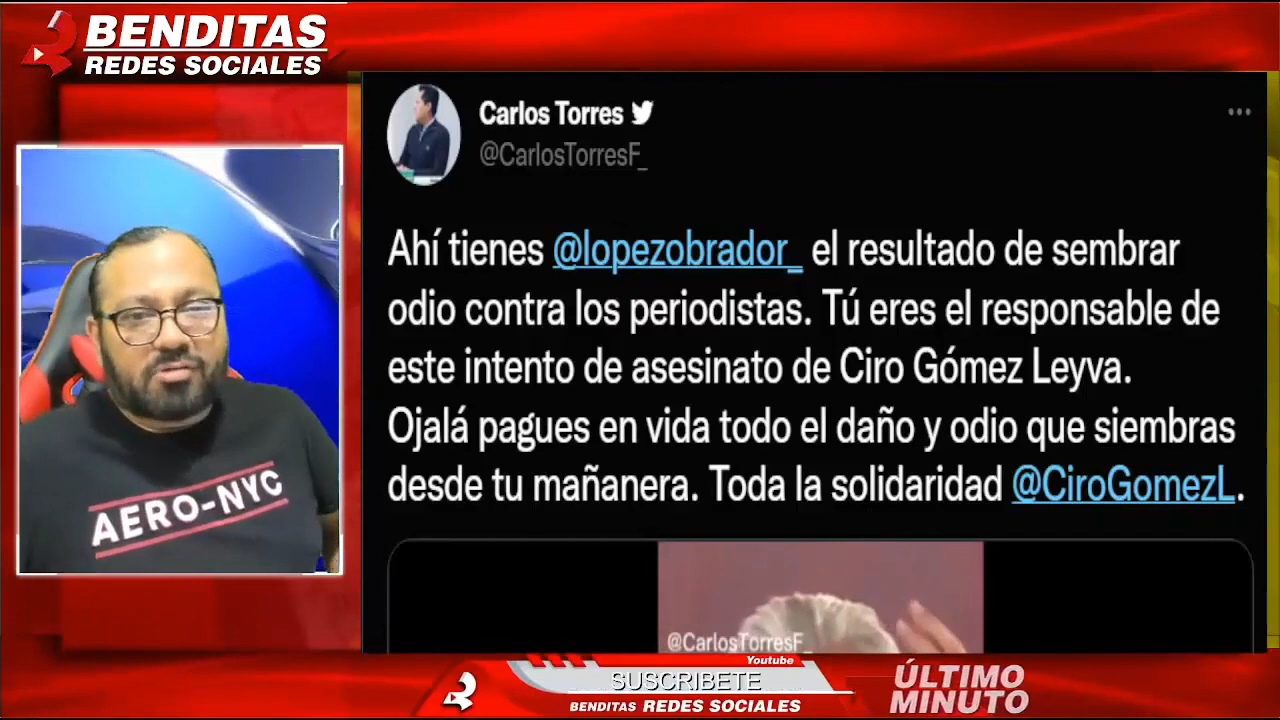 BENDITAS
REDES SOCIALES
Carlos Torres
@CarlosTorresF_
Ahí tienes @lopezobrador_ el resultado de sembrar
odio contra los periodistas. Tú eres el responsable de
este intento de asesinato de Ciro Gómez Leyva.
Ojalá pagues en vida todo el daño y odio que siembras
desde tu mañanera. Toda la solidaridad @CiroGomezL.
AERO-NYC
@CarlosTorresF_
Youtube
SUSCRIBETE
BENDITAS REDES SOCIALES
ÚLTIMO
MINUTO